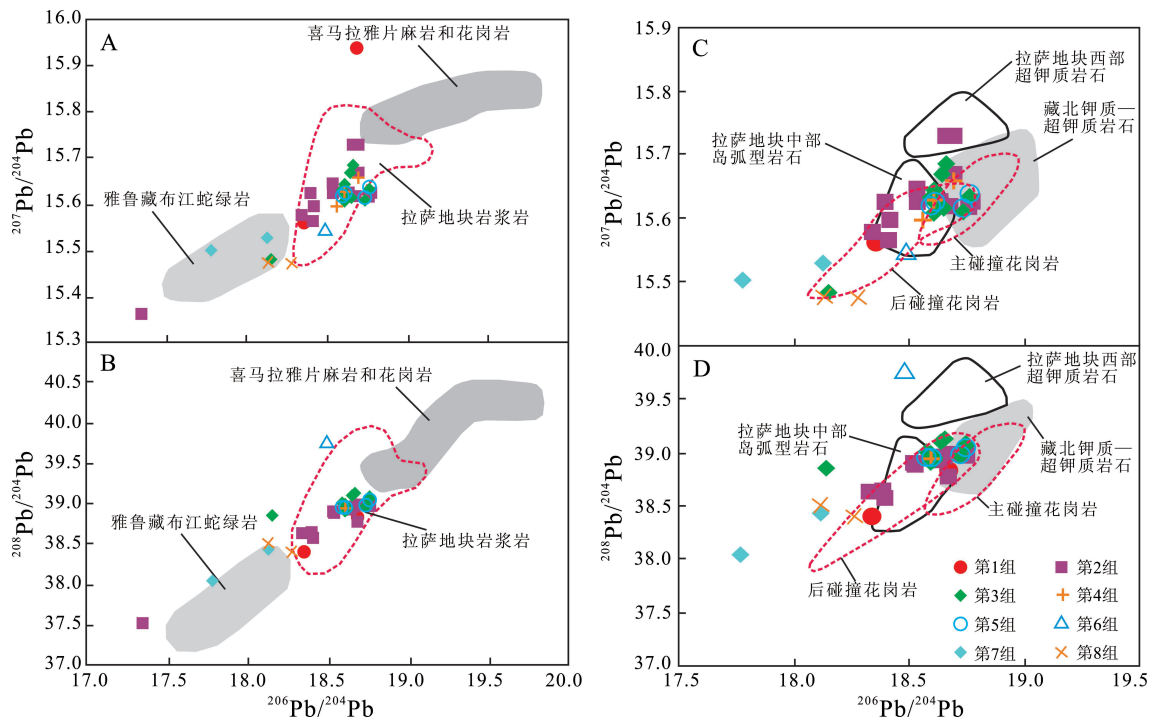 A
16.0
15.9
15.8
15.7
15.6
15.5
15.4
15.3
²⁰⁷Pb/²⁰⁴Pb
喜马拉雅片麻岩和花岗岩
雅鲁藏布江蛇绿岩
拉萨地块岩浆岩
B
40.5
40.0
39.5
39.0
38.5
38.0
37.5
37.0
²⁰⁸Pb/²⁰⁴Pb
喜马拉雅片麻岩和花岗岩
雅鲁藏布江蛇绿岩
拉萨地块岩浆岩
17.0
17.5
18.0
18.5
19.0
19.5
20.0
²⁰⁶Pb/²⁰⁴Pb
C
15.9
15.8
15.7
15.6
15.5
²⁰⁷Pb/²⁰⁴Pb
拉萨地块西部
超钾质岩石
藏北钾质—
超钾质岩石
拉萨地块中部
岛弧型岩石
主碰撞花岗岩
后碰撞花岗岩
D
40.0
39.5
39.0
38.5
38.0
37.5
37.0
²⁰⁸Pb/²⁰⁴Pb
拉萨地块西部
超钾质岩石
拉萨地块中部
岛弧型岩石
藏北钾质—
超钾质岩石
主碰撞花岗岩
后碰撞花岗岩
第1组
第2组
第3组
第4组
第5组
第6组
第7组
第8组
17.5
18.0
18.5
19.0
19.5
²⁰⁶Pb/²⁰⁴Pb